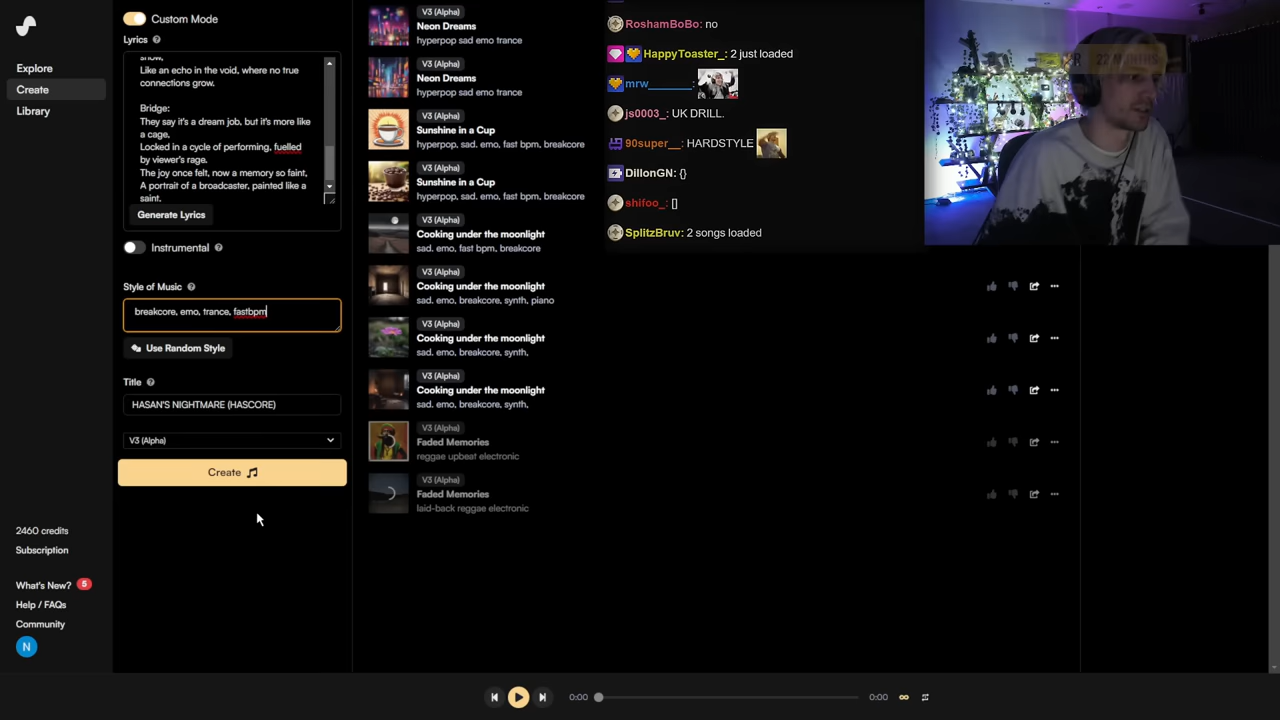 Explore
Create
Library
2460 credits
Subscription
What's New? 5
Help / FAQs
Community
N
Custom Mode
Lyrics
snow,
Like an echo in the void, where no true
connections grow.
Bridge:
They say it's a dream job, but it's more like
a cage,
Locked in a cycle of performing, fuelled
by viewer's rage.
The joy once felt, now a memory so faint,
A portrait of a broadcaster, painted like a
saint.
Generate Lyrics
Instrumental
Style of Music
breakcore, emo, trance, fastbpm
Use Random Style
Title
HASAN'S NIGHTMARE (HASCORE)
V3 (Alpha)
Create
V3 (Alpha)
Neon Dreams
hyperpop sad emo trance
V3 (Alpha)
Neon Dreams
hyperpop sad emo trance
V3 (Alpha)
Sunshine in a Cup
hyperpop, sad, emo, fast bpm, breakcore
V3 (Alpha)
Sunshine in a Cup
hyperpop, sad, emo, fast bpm, breakcore
V3 (Alpha)
Cooking under the moonlight
sad. emo, fast bpm, breakcore
V3 (Alpha)
Cooking under the moonlight
sad. emo, breakcore, synth, piano
V3 (Alpha)
Cooking under the moonlight
sad. emo, breakcore, synth,
V3 (Alpha)
Cooking under the moonlight
sad. emo, breakcore, synth,
V3 (Alpha)
Faded Memories
reggae upbeat electronic
V3 (Alpha)
Faded Memories
laid-back reggae electronic
RoshamBoBo: no
HappyToaster_: 2 just loaded
mrw_______:
js0003_: UK DRILL.
90super__: HARDSTYLE
DillonGN: {}
shifoo_: []
SplitzBruv: 2 songs loaded
22 MONTHS
0:00
0:00